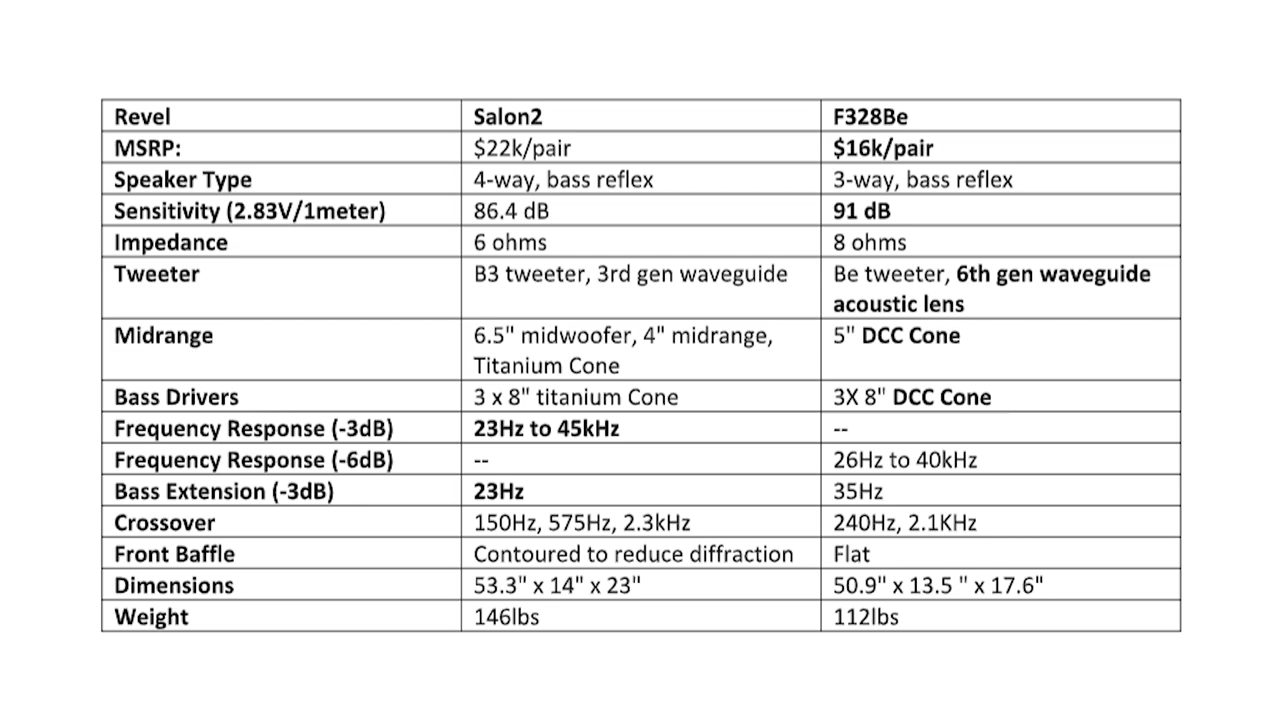 Revel Salon2 F328Be
MSRP: $22k/pair $16k/pair
Speaker Type 4-way, bass reflex 3-way, bass reflex
Sensitivity (2.83V/1meter) 86.4 dB 91 dB
Impedance 6 ohms 8 ohms
Tweeter B3 tweeter, 3rd gen waveguide Be tweeter, 6th gen waveguide
acoustic lens
Midrange 6.5" midwoofer, 4" midrange, 5" DCC Cone
Titanium Cone
Bass Drivers 3 x 8" titanium Cone 3X 8" DCC Cone
Frequency Response (-3dB) 23Hz to 45kHz --
Frequency Response (-6dB) -- 26Hz to 40kHz
Bass Extension (-3dB) 23Hz 35Hz
Crossover 150Hz, 575Hz, 2.3kHz 240Hz, 2.1KHz
Front Baffle Contoured to reduce diffraction Flat
Dimensions 53.3" x 14" x 23" 50.9" x 13.5 " x 17.6"
Weight 146lbs 112lbs